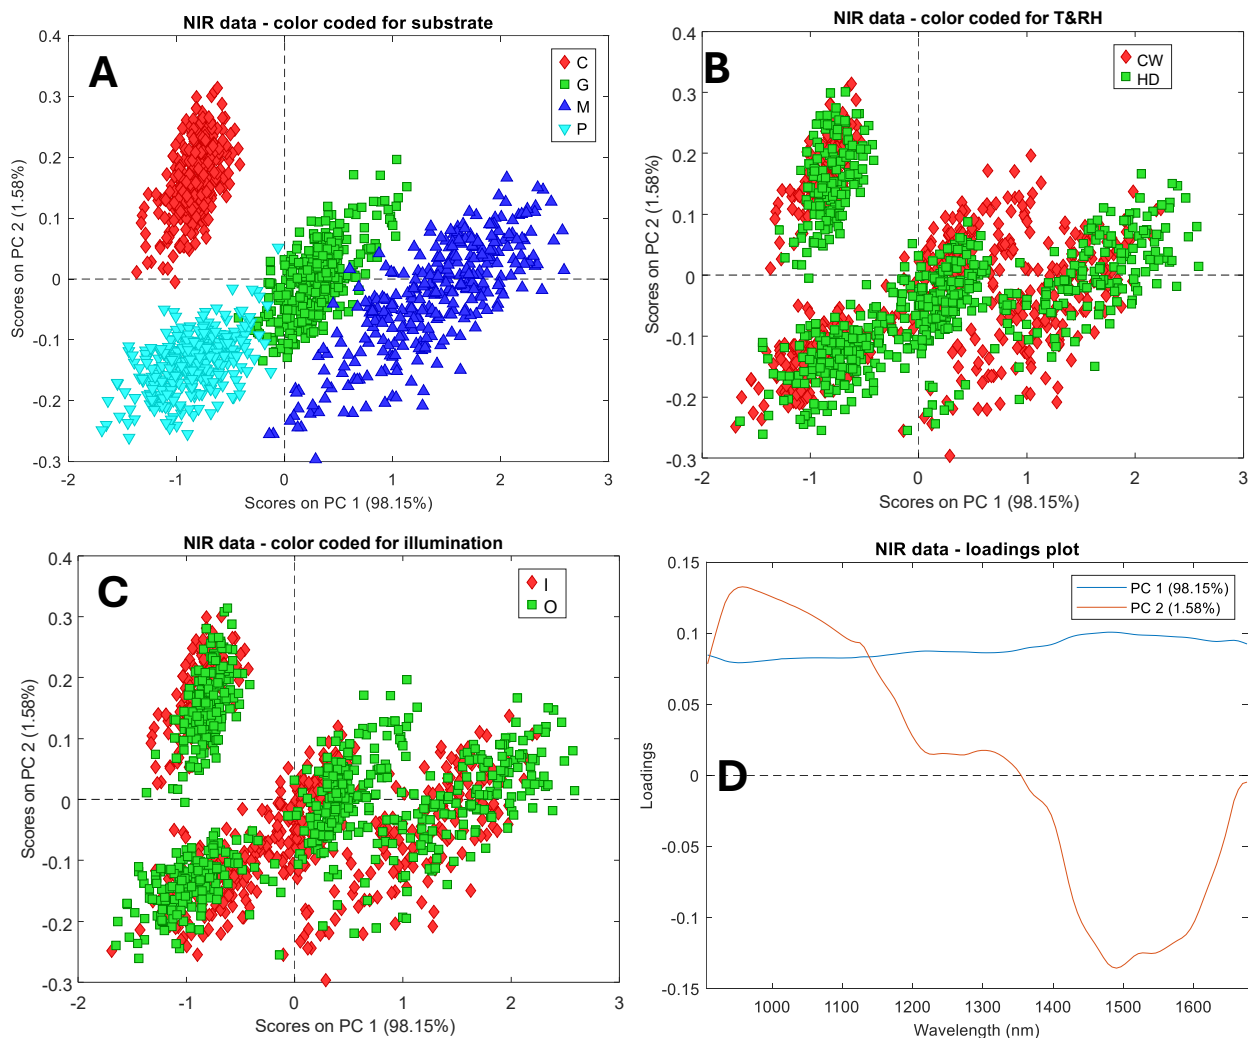 NIR data - color coded for substrate
A
C
G
M
P
0.4
0.3
0.2
0.1
0
-0.1
-0.2
-0.3
-2
-1
0
1
2
3
Scores on PC 2 (1.58%)
Scores on PC 1 (98.15%)
NIR data - color coded for T&RH
B
CW
HD
0.4
0.3
0.2
0.1
0
-0.1
-0.2
-0.3
-2
-1
0
1
2
3
Scores on PC 2 (1.58%)
Scores on PC 1 (98.15%)
NIR data - color coded for illumination
C
I
O
0.4
0.3
0.2
0.1
0
-0.1
-0.2
-0.3
-2
-1
0
1
2
3
Scores on PC 2 (1.58%)
Scores on PC 1 (98.15%)
NIR data - loadings plot
PC 1 (98.15%)
PC 2 (1.58%)
0.15
0.1
0.05
0
-0.05
-0.1
-0.15
D
1000
1100
1200
1300
1400
1500
1600
Loadings
Wavelength (nm)